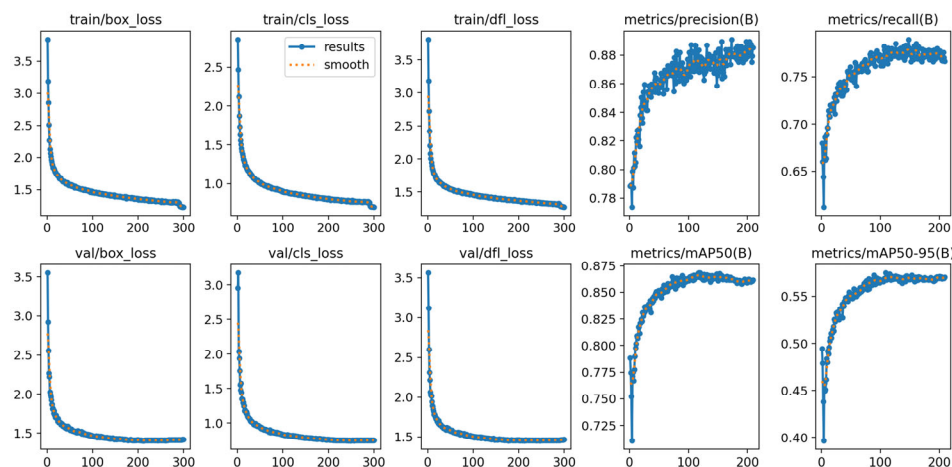 train/box_loss
train/cls_loss
train/dfl_loss
metrics/precision(B)
metrics/recall(B)
results
smooth
3.5
3.0
2.5
2.0
1.5
0 100 200 300
2.5
2.0
1.5
1.0
0 100 200 300
3.5
3.0
2.5
2.0
1.5
0 100 200 300
0.88
0.86
0.84
0.82
0.80
0.78
0 100 200
0.75
0.70
0.65
0 100 200
val/box_loss
val/cls_loss
val/dfl_loss
metrics/mAP50(B)
metrics/mAP50-95(B)
3.5
3.0
2.5
2.0
1.5
0 100 200 300
3.0
2.5
2.0
1.5
1.0
0 100 200 300
3.5
3.0
2.5
2.0
1.5
0 100 200 300
0.875
0.850
0.825
0.800
0.775
0.750
0.725
0 100 200
0.55
0.50
0.45
0.40
0 100 200